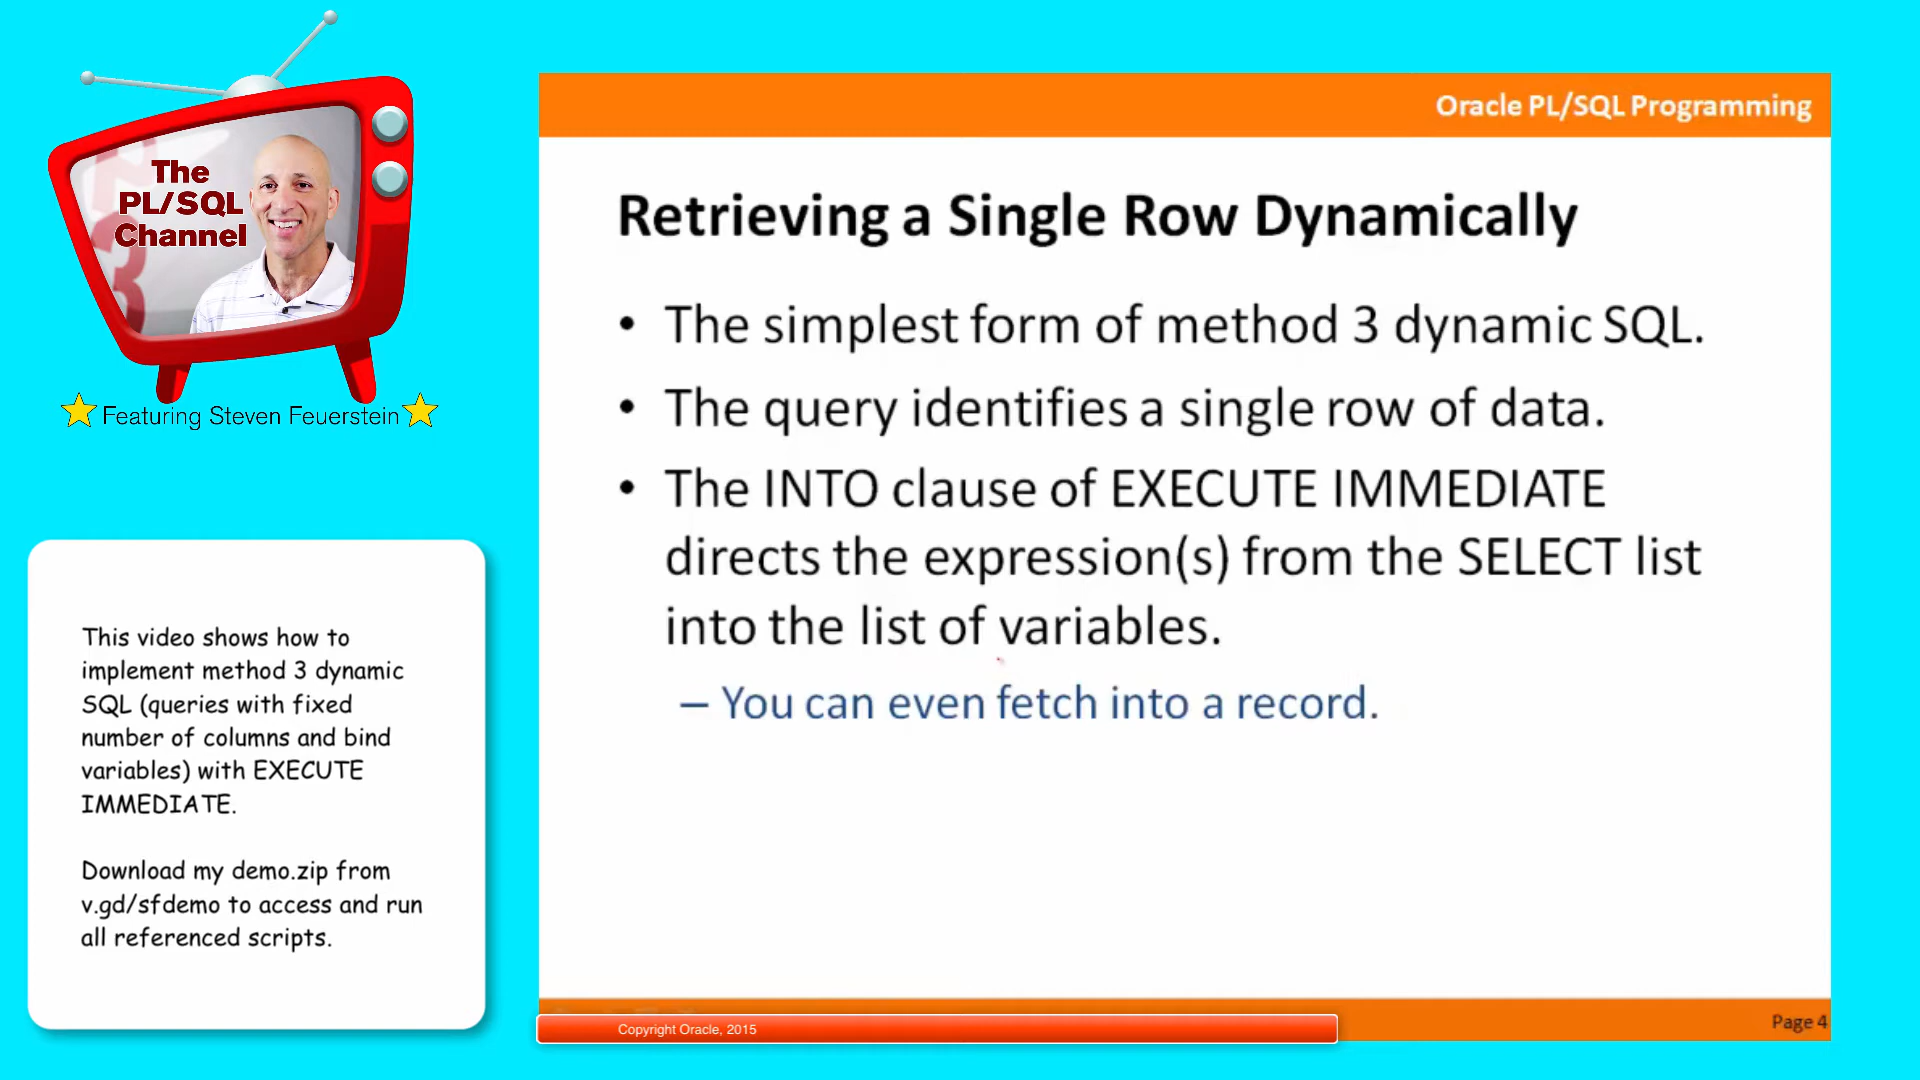 The
PL/SQL
Channel
Featuring Steven Feuerstein
This video shows how to
implement method 3 dynamic
SQL (queries with fixed
number of columns and bind
variables) with EXECUTE
IMMEDIATE.
Download my demo.zip from
v.gd/sfdemo to access and run
all referenced scripts.
Oracle PL/SQL Programming
Retrieving a Single Row Dynamically
• The simplest form of method 3 dynamic SQL.
• The query identifies a single row of data.
• The INTO clause of EXECUTE IMMEDIATE
directs the expression(s) from the SELECT list
into the list of variables.
– You can even fetch into a record.
Copyright Oracle, 2015
Page 4